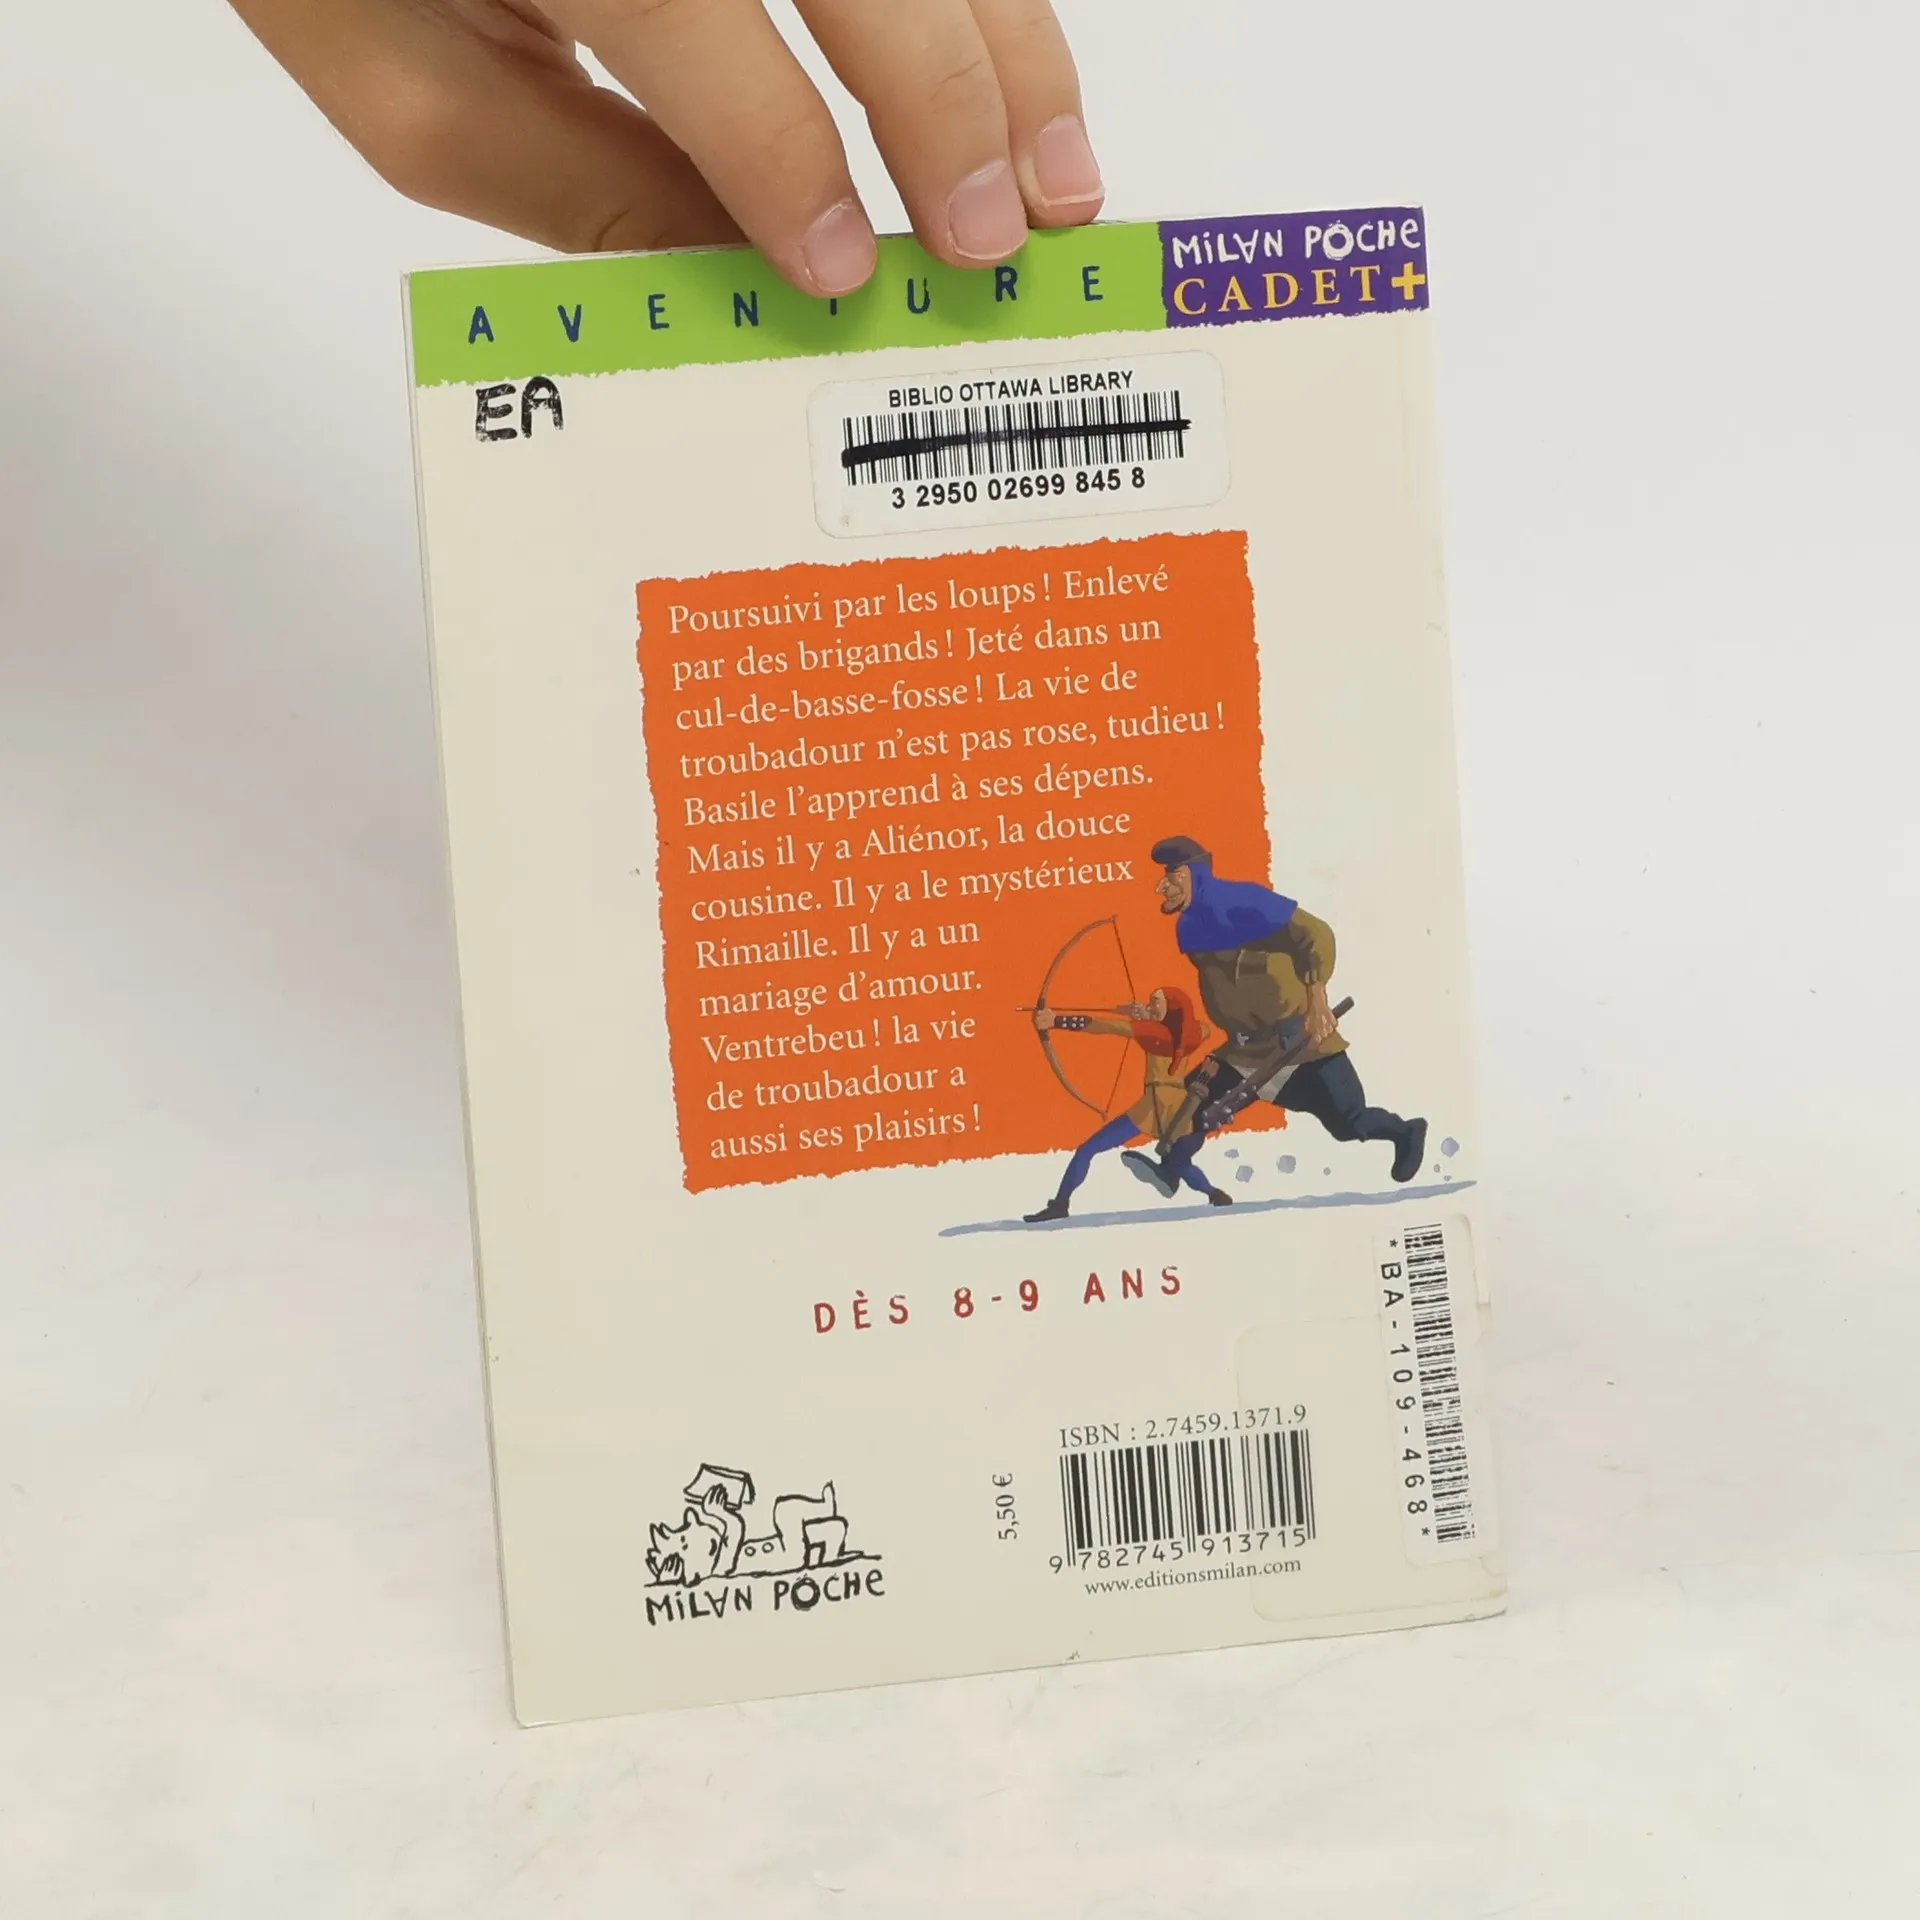 AVENTURE
MiLAN POCHe
CADET+
EA
BIBLIO OTTAWA LIBRARY
3 2950 02699 845 8
Poursuivi par les loups ! Enlevé
par des brigands ! Jeté dans un
cul-de-basse-fosse ! La vie de
troubadour n'est pas rose, tudieu !
Basile l'apprend à ses dépens.
Mais il y a Aliénor, la douce
cousine. Il y a le mystérieux
Rimaille. Il y a un
mariage d'amour.
Ventrebeu ! la vie
de troubadour a
aussi ses plaisirs !
DÈS 8-9 ANS
*BA-109-468*
ISBN : 2.7459.1371.9
5,50 €
9 782745 913715
www.editionsmilan.com
MiLAN POCHe